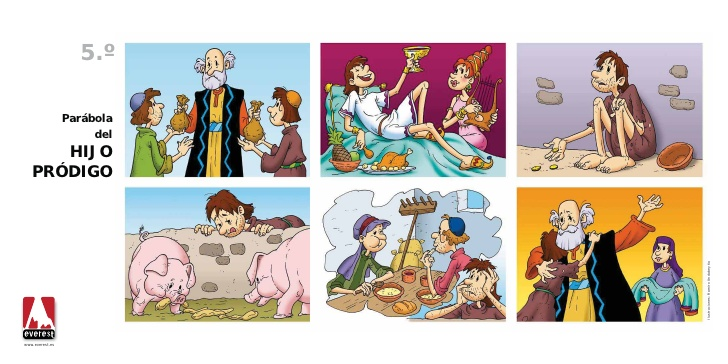 5.º
Parábola
del
HIJO
PRÓDIGO
everest
www.everest.es